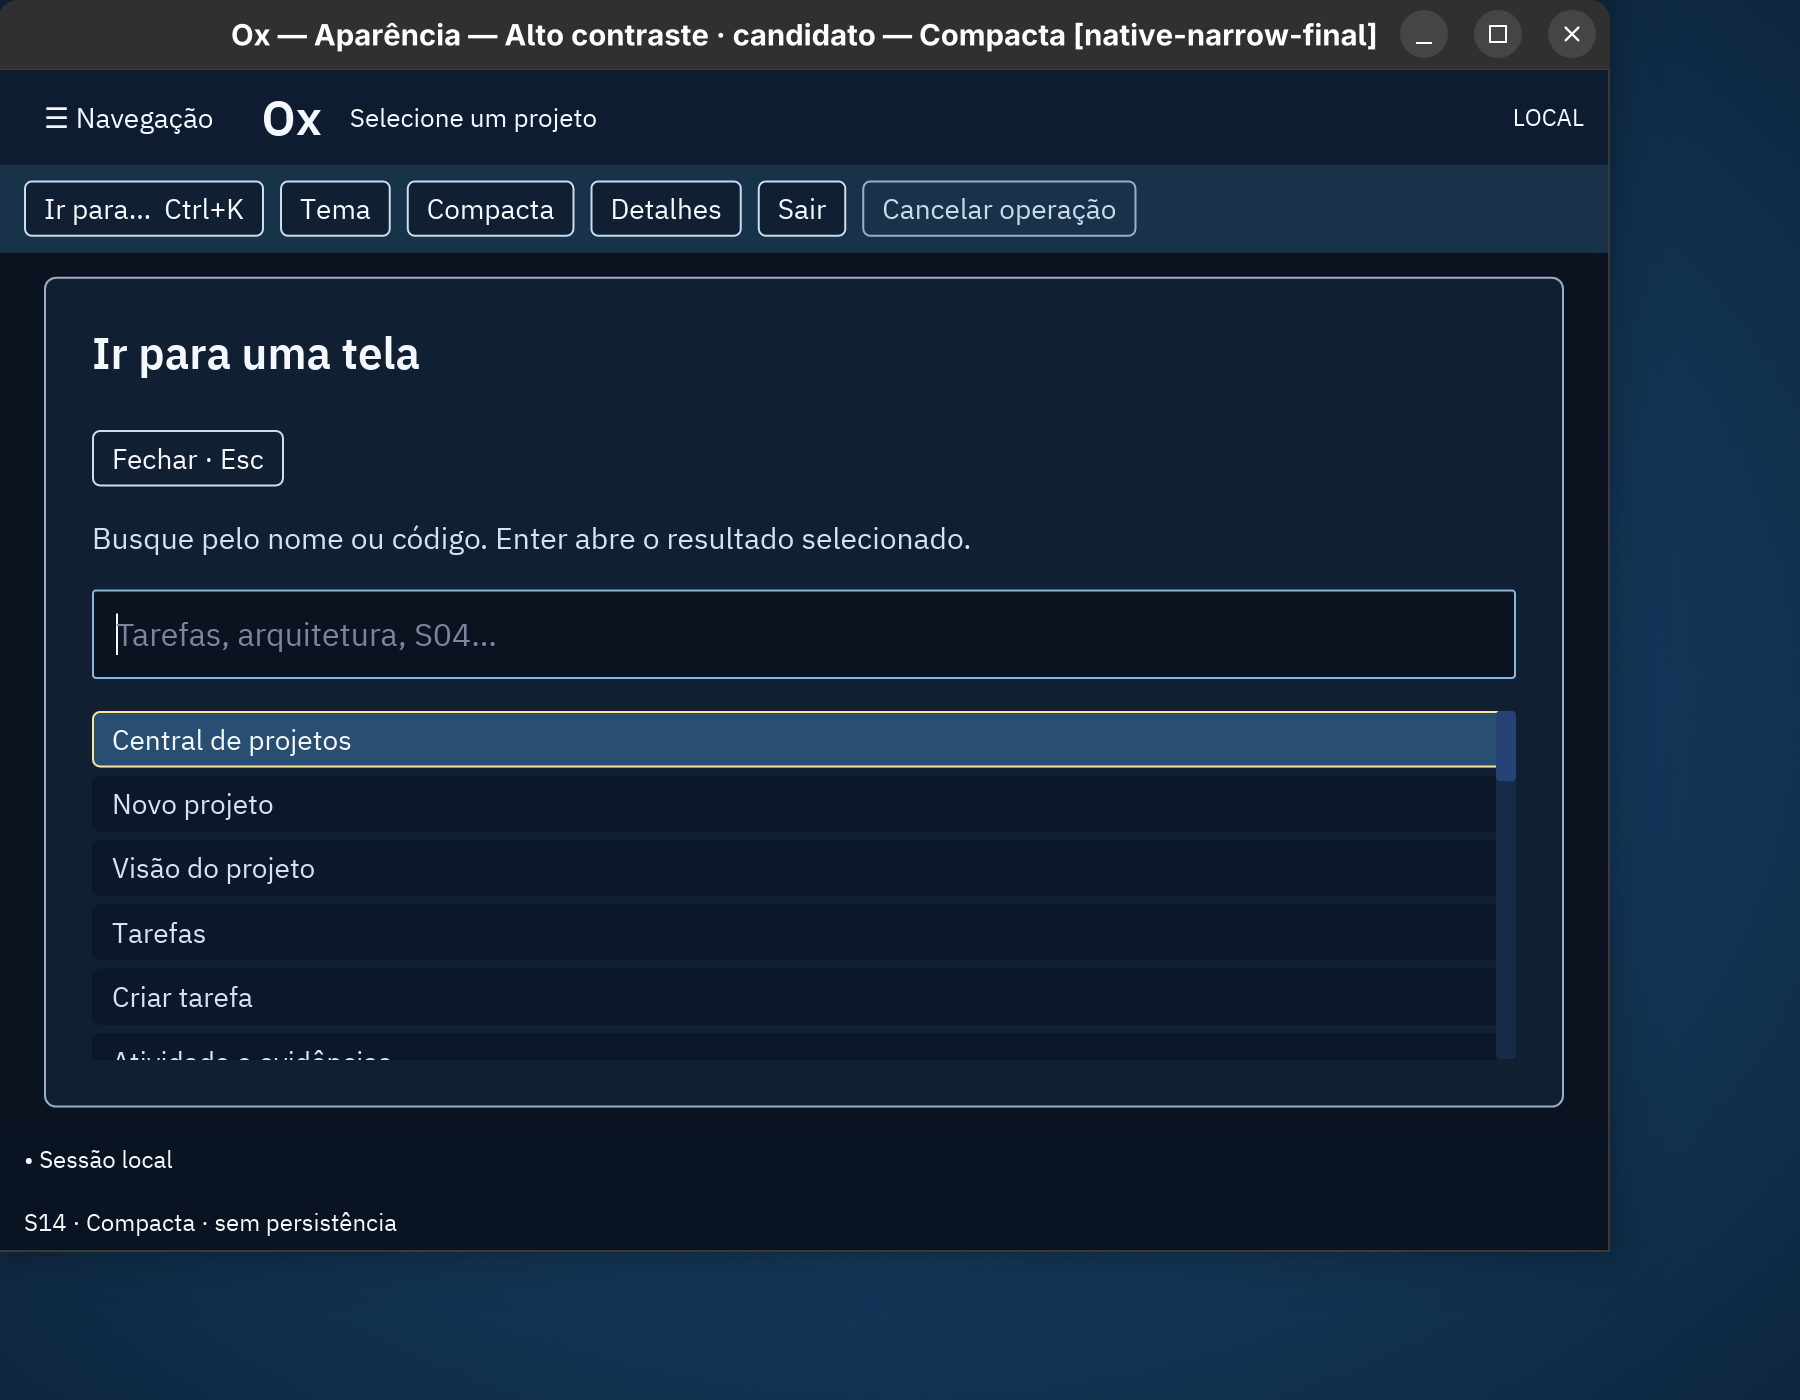 Ox — Aparência — Alto contraste · candidato — Compacta [native-narrow-final]
☰ Navegação Ox Selecione um projeto LOCAL
Ir para... Ctrl+K Tema Compacta Detalhes Sair Cancelar operação
Ir para uma tela
Fechar · Esc
Busque pelo nome ou código. Enter abre o resultado selecionado.
Tarefas, arquitetura, S04...
Central de projetos
Novo projeto
Visão do projeto
Tarefas
Criar tarefa
Atividade e evidências
• Sessão local
S14 · Compacta · sem persistência